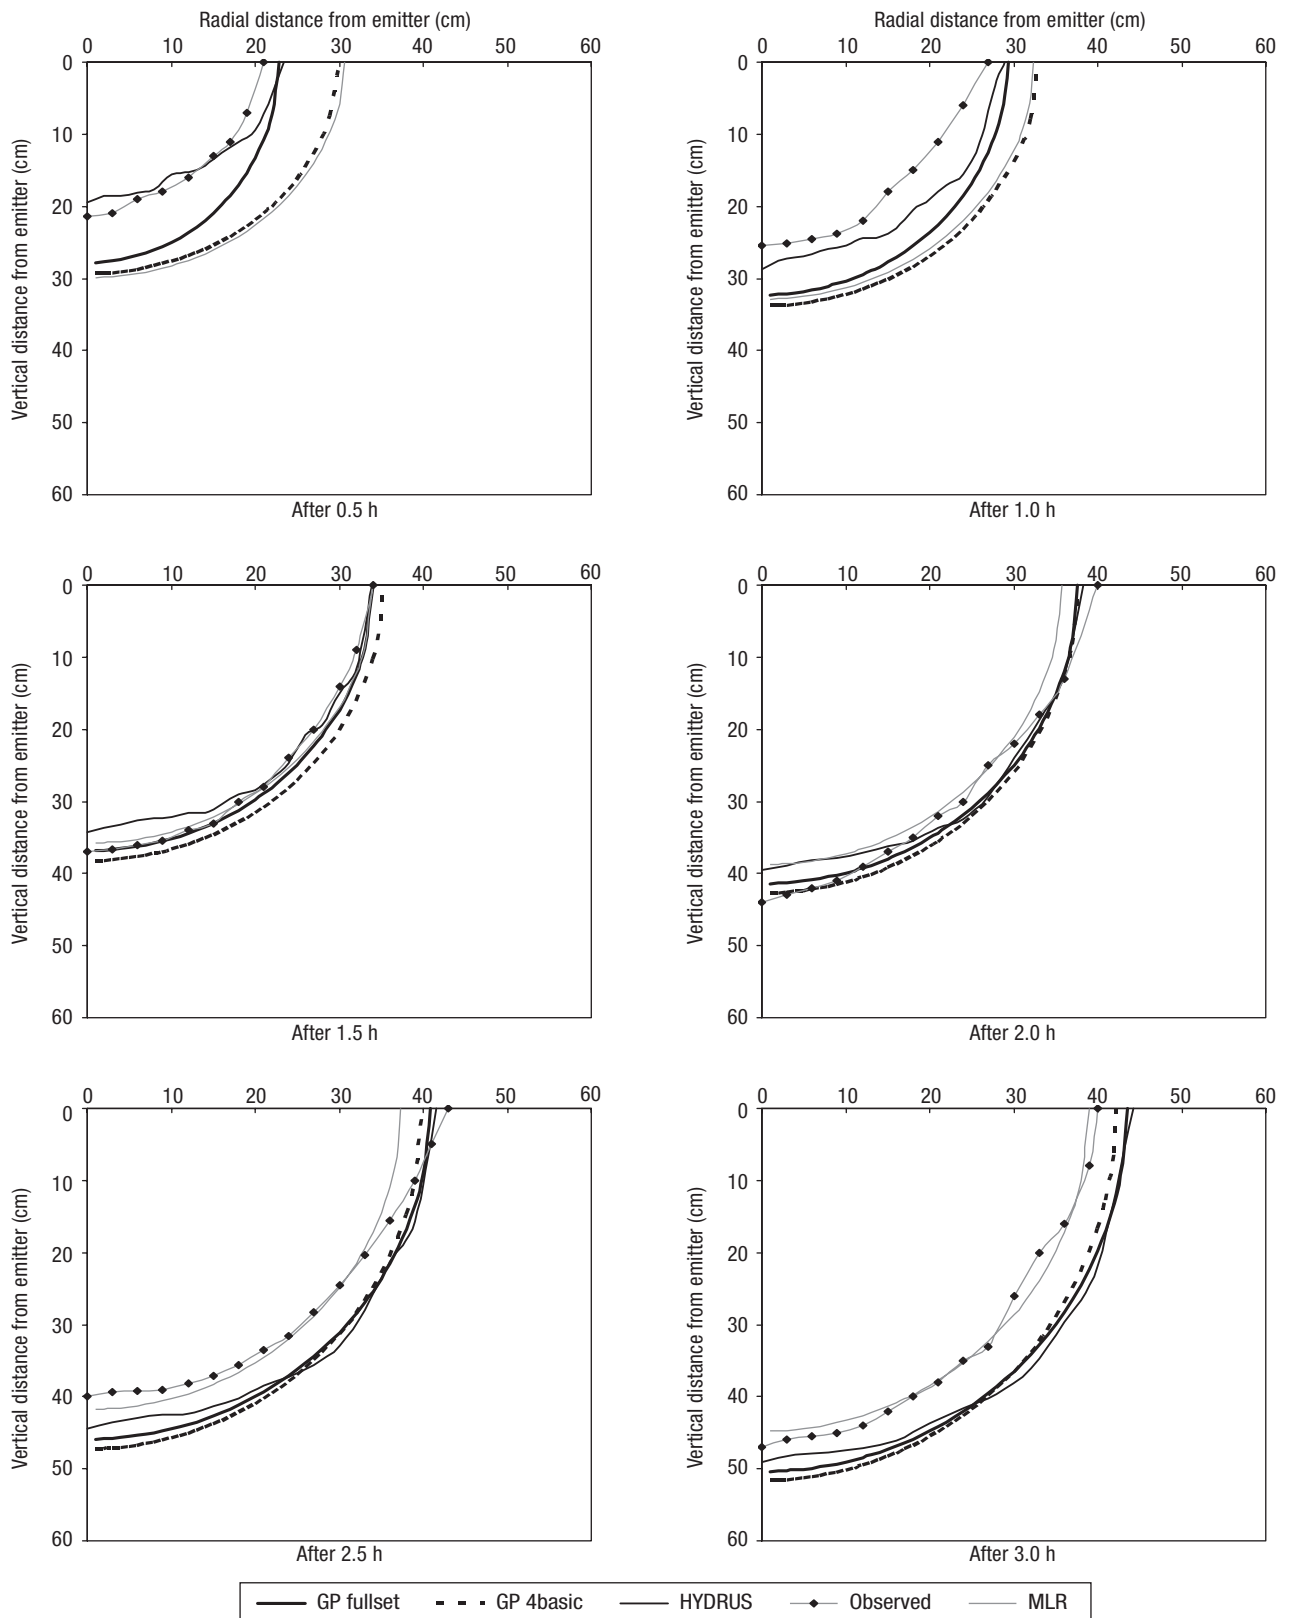 Radial distance from emitter (cm)
0 10 20 30 40 50 60
0
10
20
30
40
50
60
Vertical distance from emitter (cm)
After 0.5 h
Radial distance from emitter (cm)
0 10 20 30 40 50 60
0
10
20
30
40
50
60
Vertical distance from emitter (cm)
After 1.0 h
0 10 20 30 40 50 60
0
10
20
30
40
50
60
Vertical distance from emitter (cm)
After 1.5 h
0 10 20 30 40 50 60
0
10
20
30
40
50
60
Vertical distance from emitter (cm)
After 2.0 h
0 10 20 30 40 50 60
0
10
20
30
40
50
60
Vertical distance from emitter (cm)
After 2.5 h
0 10 20 30 40 50 60
0
10
20
30
40
50
60
Vertical distance from emitter (cm)
After 3.0 h
GP fullset GP 4basic HYDRUS Observed MLR